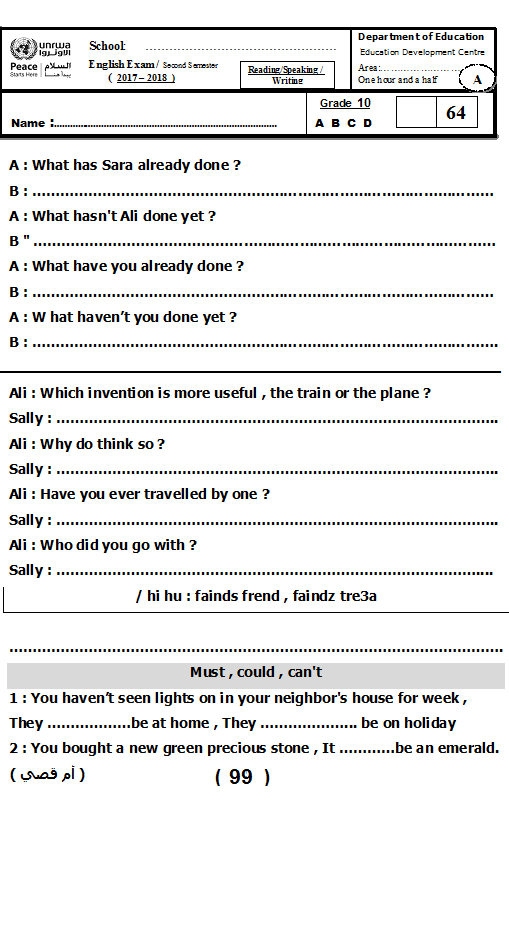 unrwa
الأونروا
Peace السلام
Starts Here يبدأ هنا
School: ……………………………………………
English Exam / Second Semester
( 2017 – 2018 )
Reading/Speaking /
Writing
Department of Education
Education Development Centre
Area:……………………
One hour and a half
A
Name :................................................................................
Grade 10
A B C D
64
A : What has Sara already done ?
B : ……………………………………………………………………………………
A : What hasn't Ali done yet ?
B " ……………………………………………………………………………………
A : What have you already done ?
B : ……………………………………………………………………………………
A : W hat haven’t you done yet ?
B : ……………………………………………………………………………………
Ali : Which invention is more useful , the train or the plane ?
Sally : ………………………………………………………………………………
Ali : Why do think so ?
Sally : ………………………………………………………………………………
Ali : Have you ever travelled by one ?
Sally : ………………………………………………………………………………
Ali : Who did you go with ?
Sally : ………………………………………………………………………………
/ hi hu : fainds frend , faindz tre3a
……………………………………………………………………………………………
Must , could , can't
1 : You haven’t seen lights on in your neighbor's house for week ,
They ………………be at home , They ………………… be on holiday
2 : You bought a new green precious stone , It …………be an emerald.
( أم قصي )
( 99 )